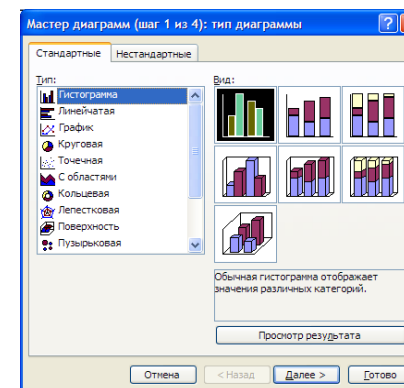 Мастер диаграмм (шаг 1 из 4): тип диаграммы
?
Стандартные Нестандартные
Тип:
Гистограмма
Линейчатая
График
Круговая
Точечная
С областями
Кольцевая
Лепестковая
Поверхность
Пузырьковая
Вид:
Обычная гистограмма отображает
значения различных категорий.
Просмотр результата
Отмена < Назад Далее > Готово